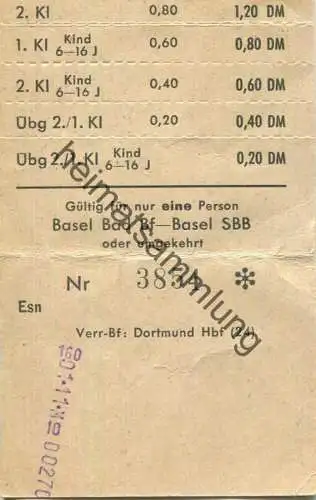 2. Kl 0,80 1,20 DM
1. Kl Kind 6—16 J 0,60 0,80 DM
2. Kl Kind 6—16 J 0,40 0,60 DM
Übg 2./1. Kl 0,20 0,40 DM
Übg 2./1. Kl Kind 6—16 J 0,20 DM
Gültig für nur eine Person
Basel Bad Bf—Basel SBB
oder umgekehrt
Nr *
Esn
Verr-Bf: Dortmund Hbf (24)
160
00270
heimatsammlung